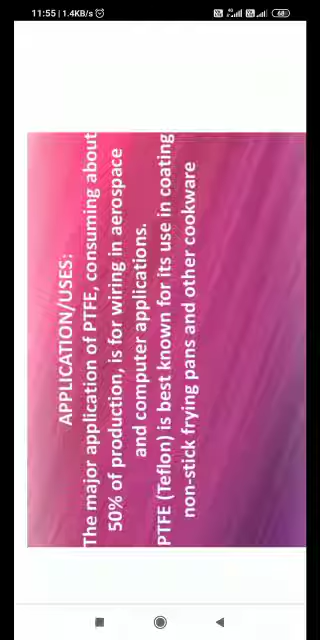 11:55 | 1.4KB/s
68
APPLICATION/USES:
The major application of PTFE, consuming about
50% of production, is for wiring in aerospace
and computer applications.
PTFE (Teflon) is best known for its use in coating
non-stick frying pans and other cookware